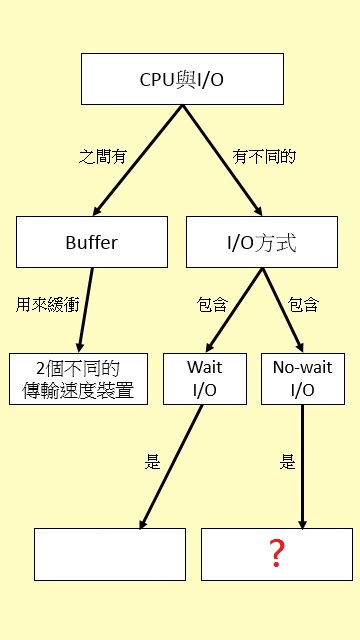 CPU與I/O
之間有
有不同的
Buffer
I/O方式
用來緩衝
包含
包含
2個不同的
傳輸速度裝置
Wait
I/O
No-wait
I/O
是
是
?